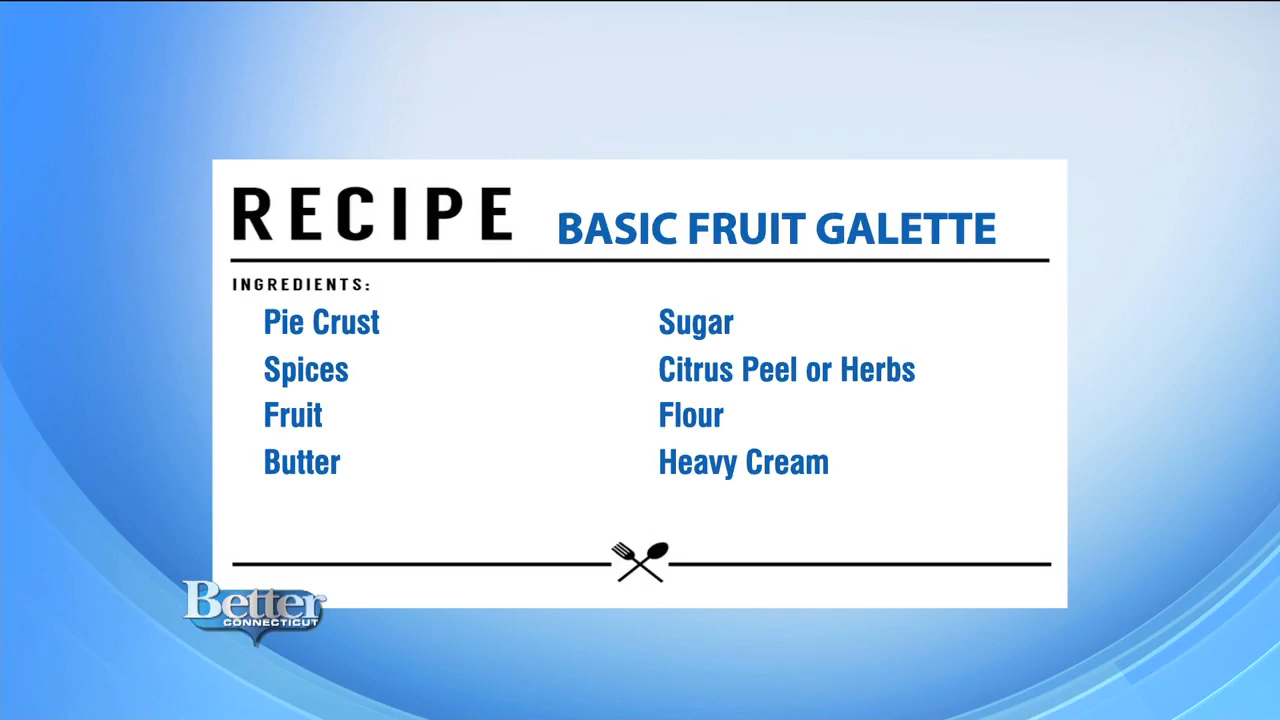 RECIPE BASIC FRUIT GALETTE
INGREDIENTS:
Pie Crust
Spices
Fruit
Butter
Sugar
Citrus Peel or Herbs
Flour
Heavy Cream
Better
CONNECTICUT